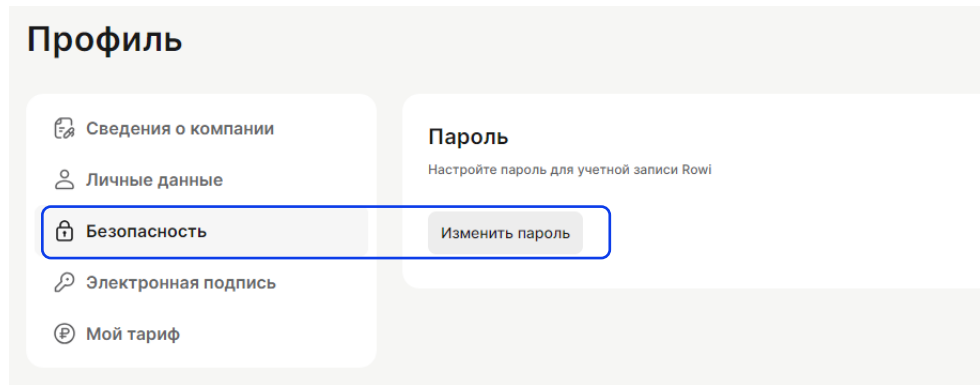 Профиль
Сведения о компании
Личные данные
Безопасность
Электронная подпись
Мой тариф
Пароль
Настройте пароль для учетной записи Rowi
Изменить пароль